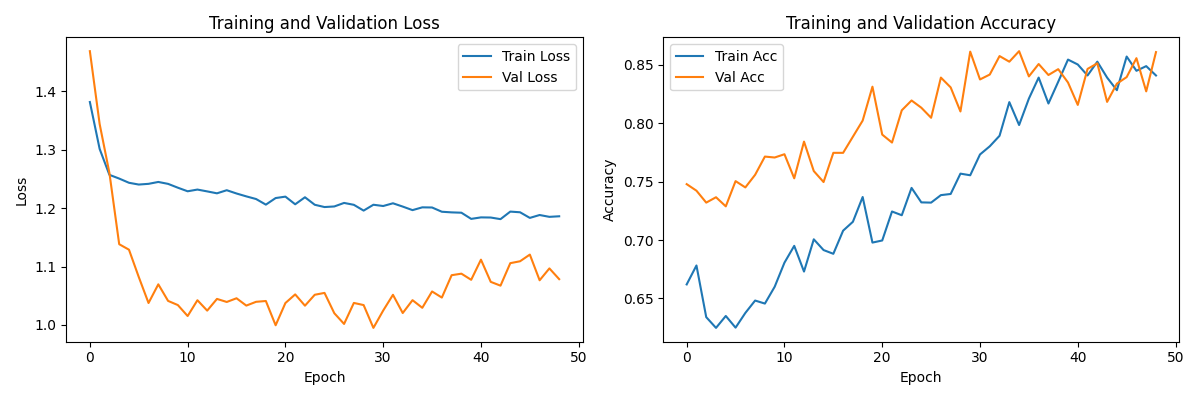 Training and Validation Loss
Train Loss
Val Loss
Loss
1.4
1.3
1.2
1.1
1.0
0
10
20
30
40
50
Epoch
Training and Validation Accuracy
Train Acc
Val Acc
Accuracy
0.85
0.80
0.75
0.70
0.65
0
10
20
30
40
50
Epoch